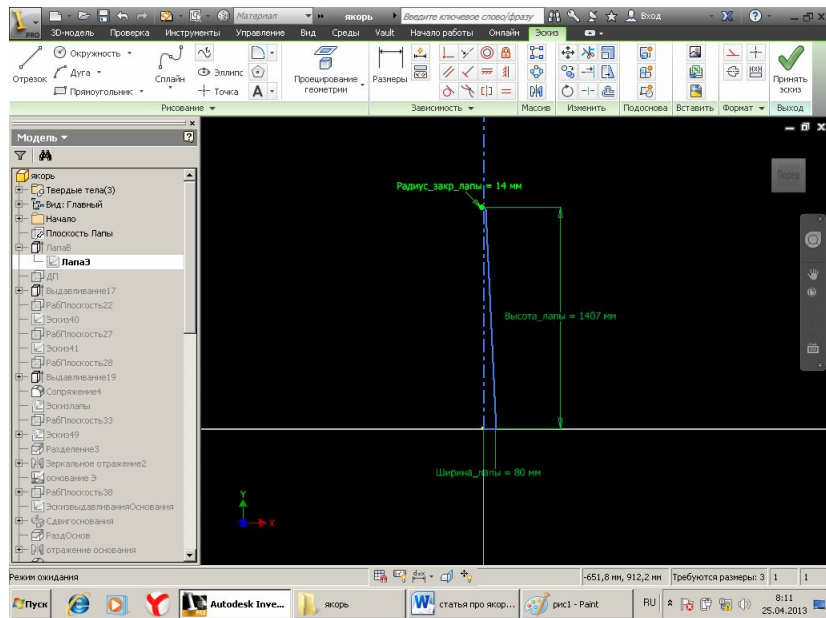 Материал
якорь
Введите ключевое слово/фразу
Вход
PRO
3D-модель Проверка Инструменты Управление Вид Среды Vault Начало работы Онлайн Эскиз
Отрезок
Окружность
Дуга
Прямоугольник
Сплайн
Эллипс
Точка
A
Проецирование геометрии
Размеры
Принять эскиз
Рисование
Зависимость
Массив
Изменить
Подоснова
Вставить
Формат
Выход
Модель
якорь
Твердые тела(3)
Вид: Главный
Начало
Плоскость Лапы
ЛапаВ
ЛапаЭ
ДП
Выдавливание17
РабПлоскость22
Эскиз40
РабПлоскость27
Эскиз41
РабПлоскость28
Выдавливание19
Сопряжение4
Эскизлапы
РабПлоскость33
Эскиз49
Разделение3
Зеркальное отражение2
основание Э
РабПлоскость38
ЭскизвыдавливанияОснования
Сдвигоснования
РаздОснов
отражение основания
Перед
Радиус_закр_лапы = 14 мм
Высота_лапы = 1407 мм
Ширина_лапы = 80 мм
Y
X
Режим ожидания
-651,8 мм, 912,2 мм
Требуются размеры: 3
1
1
Пуск
Autodesk Inve...
якорь
статья про якор...
рис1 - Paint
RU
8:11
25.04.2013